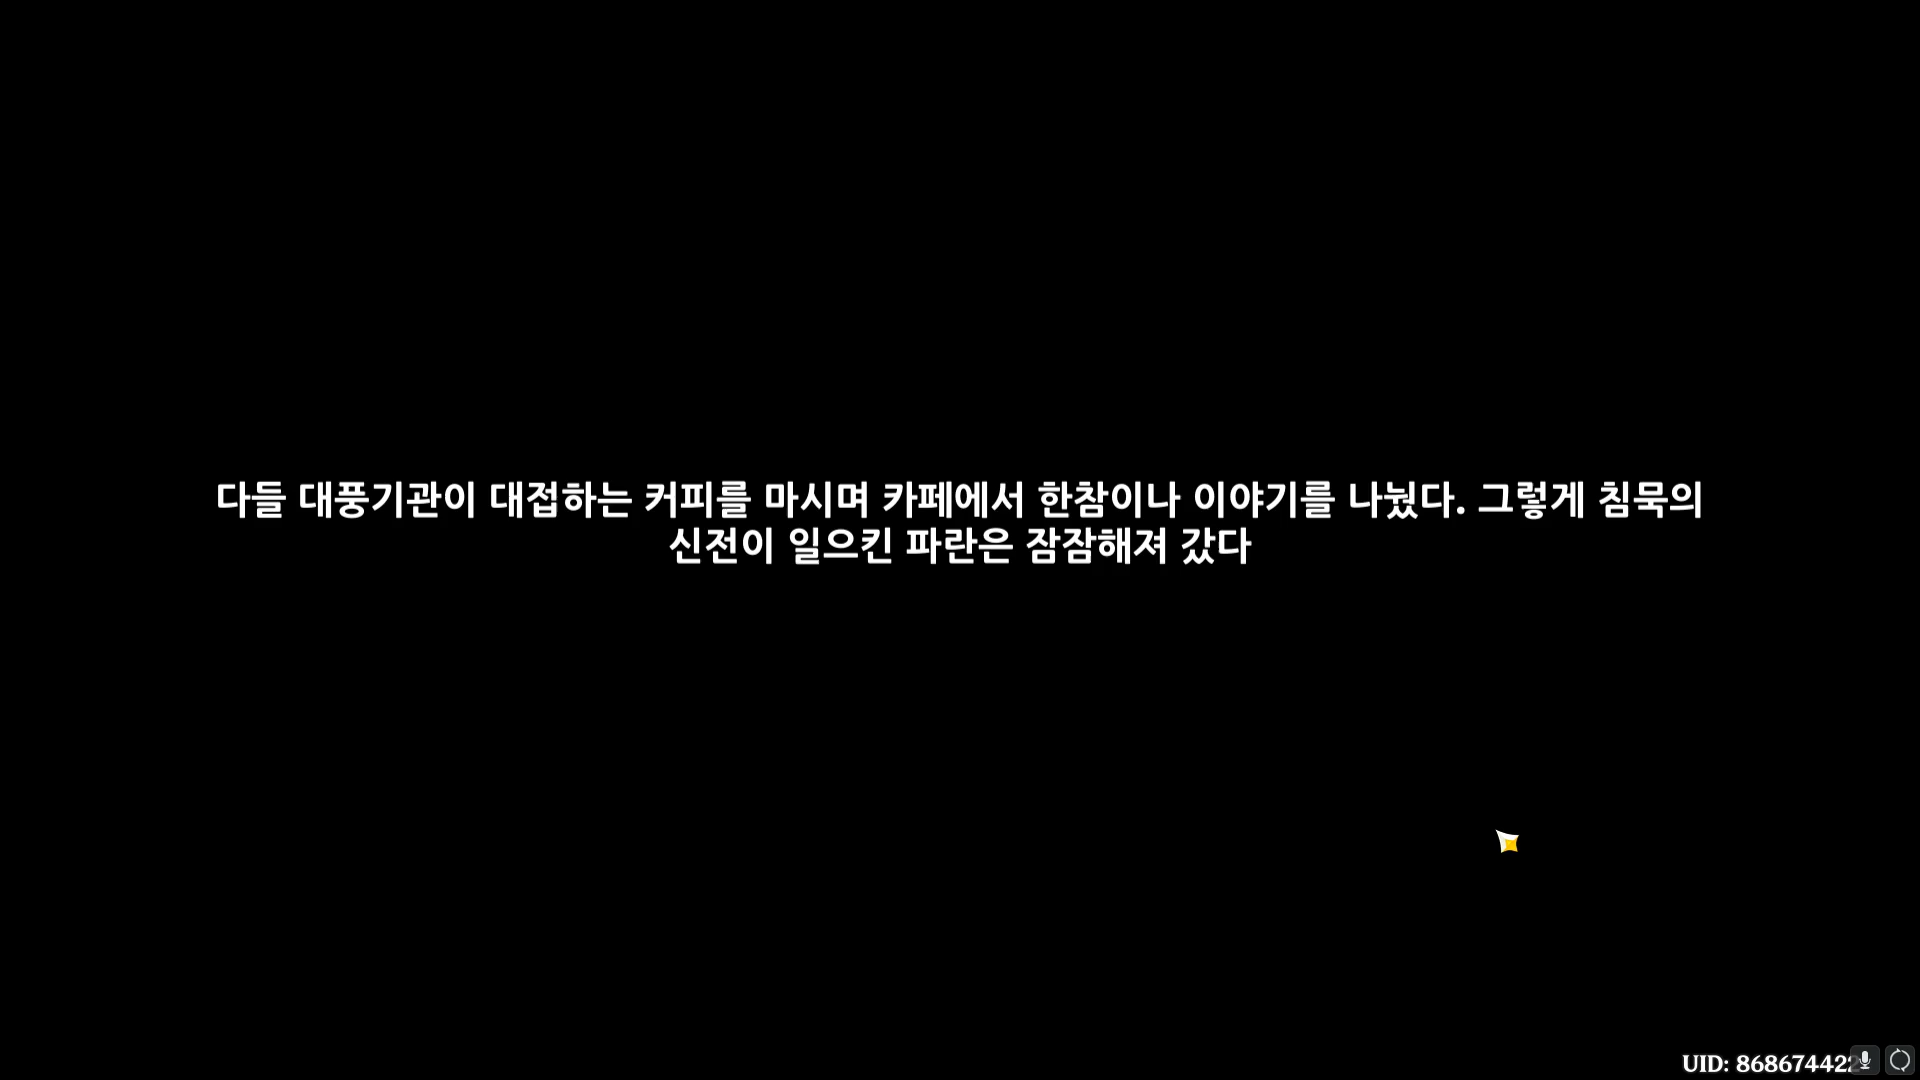 다들 대풍기관이 대접하는 커피를 마시며 카페에서 한참이나 이야기를 나눴다. 그렇게 침묵의
신전이 일으킨 파란은 잠잠해져 갔다
UID: 868674422